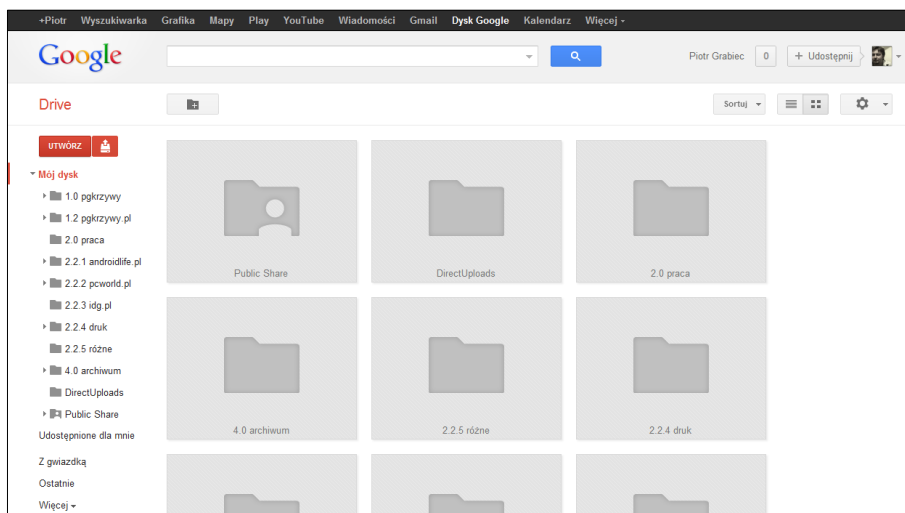 +Piotr Wyszukiwarka Grafika Mapy Play YouTube Wiadomości Gmail Dysk Google Kalendarz Więcej
Google
Piotr Grabiec 0 + Udostępnij
Drive
Sortuj
UTWÓRZ
Mój dysk
1.0 pgkrzywy
1.2 pgkrzywy.pl
2.0 praca
2.2.1 androidlife.pl
2.2.2 pcworld.pl
2.2.3 idg.pl
2.2.4 druk
2.2.5 różne
4.0 archiwum
DirectUploads
Public Share
Udostępnione dla mnie
Z gwiazdką
Ostatnie
Więcej
Public Share DirectUploads 2.0 praca
4.0 archiwum 2.2.5 różne 2.2.4 druk